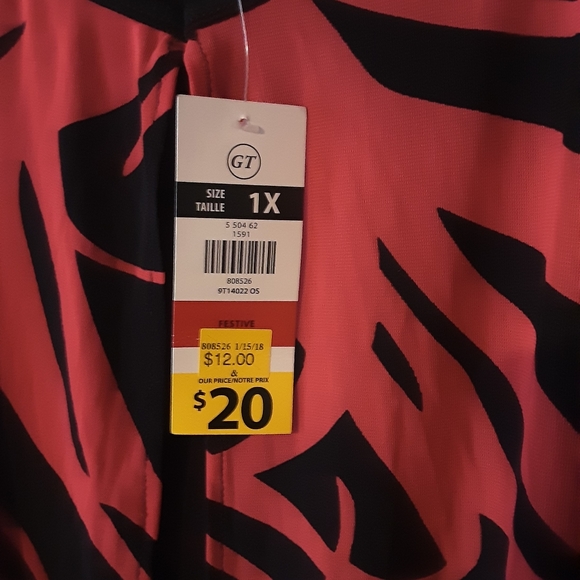 GT
SIZE
TAILLE 1X
5 504 62
1591
808526
9T14022 OS
FESTIVE
808526 1/15/18
$12.00
&
OUR PRICE/NOTRE PRIX
$20